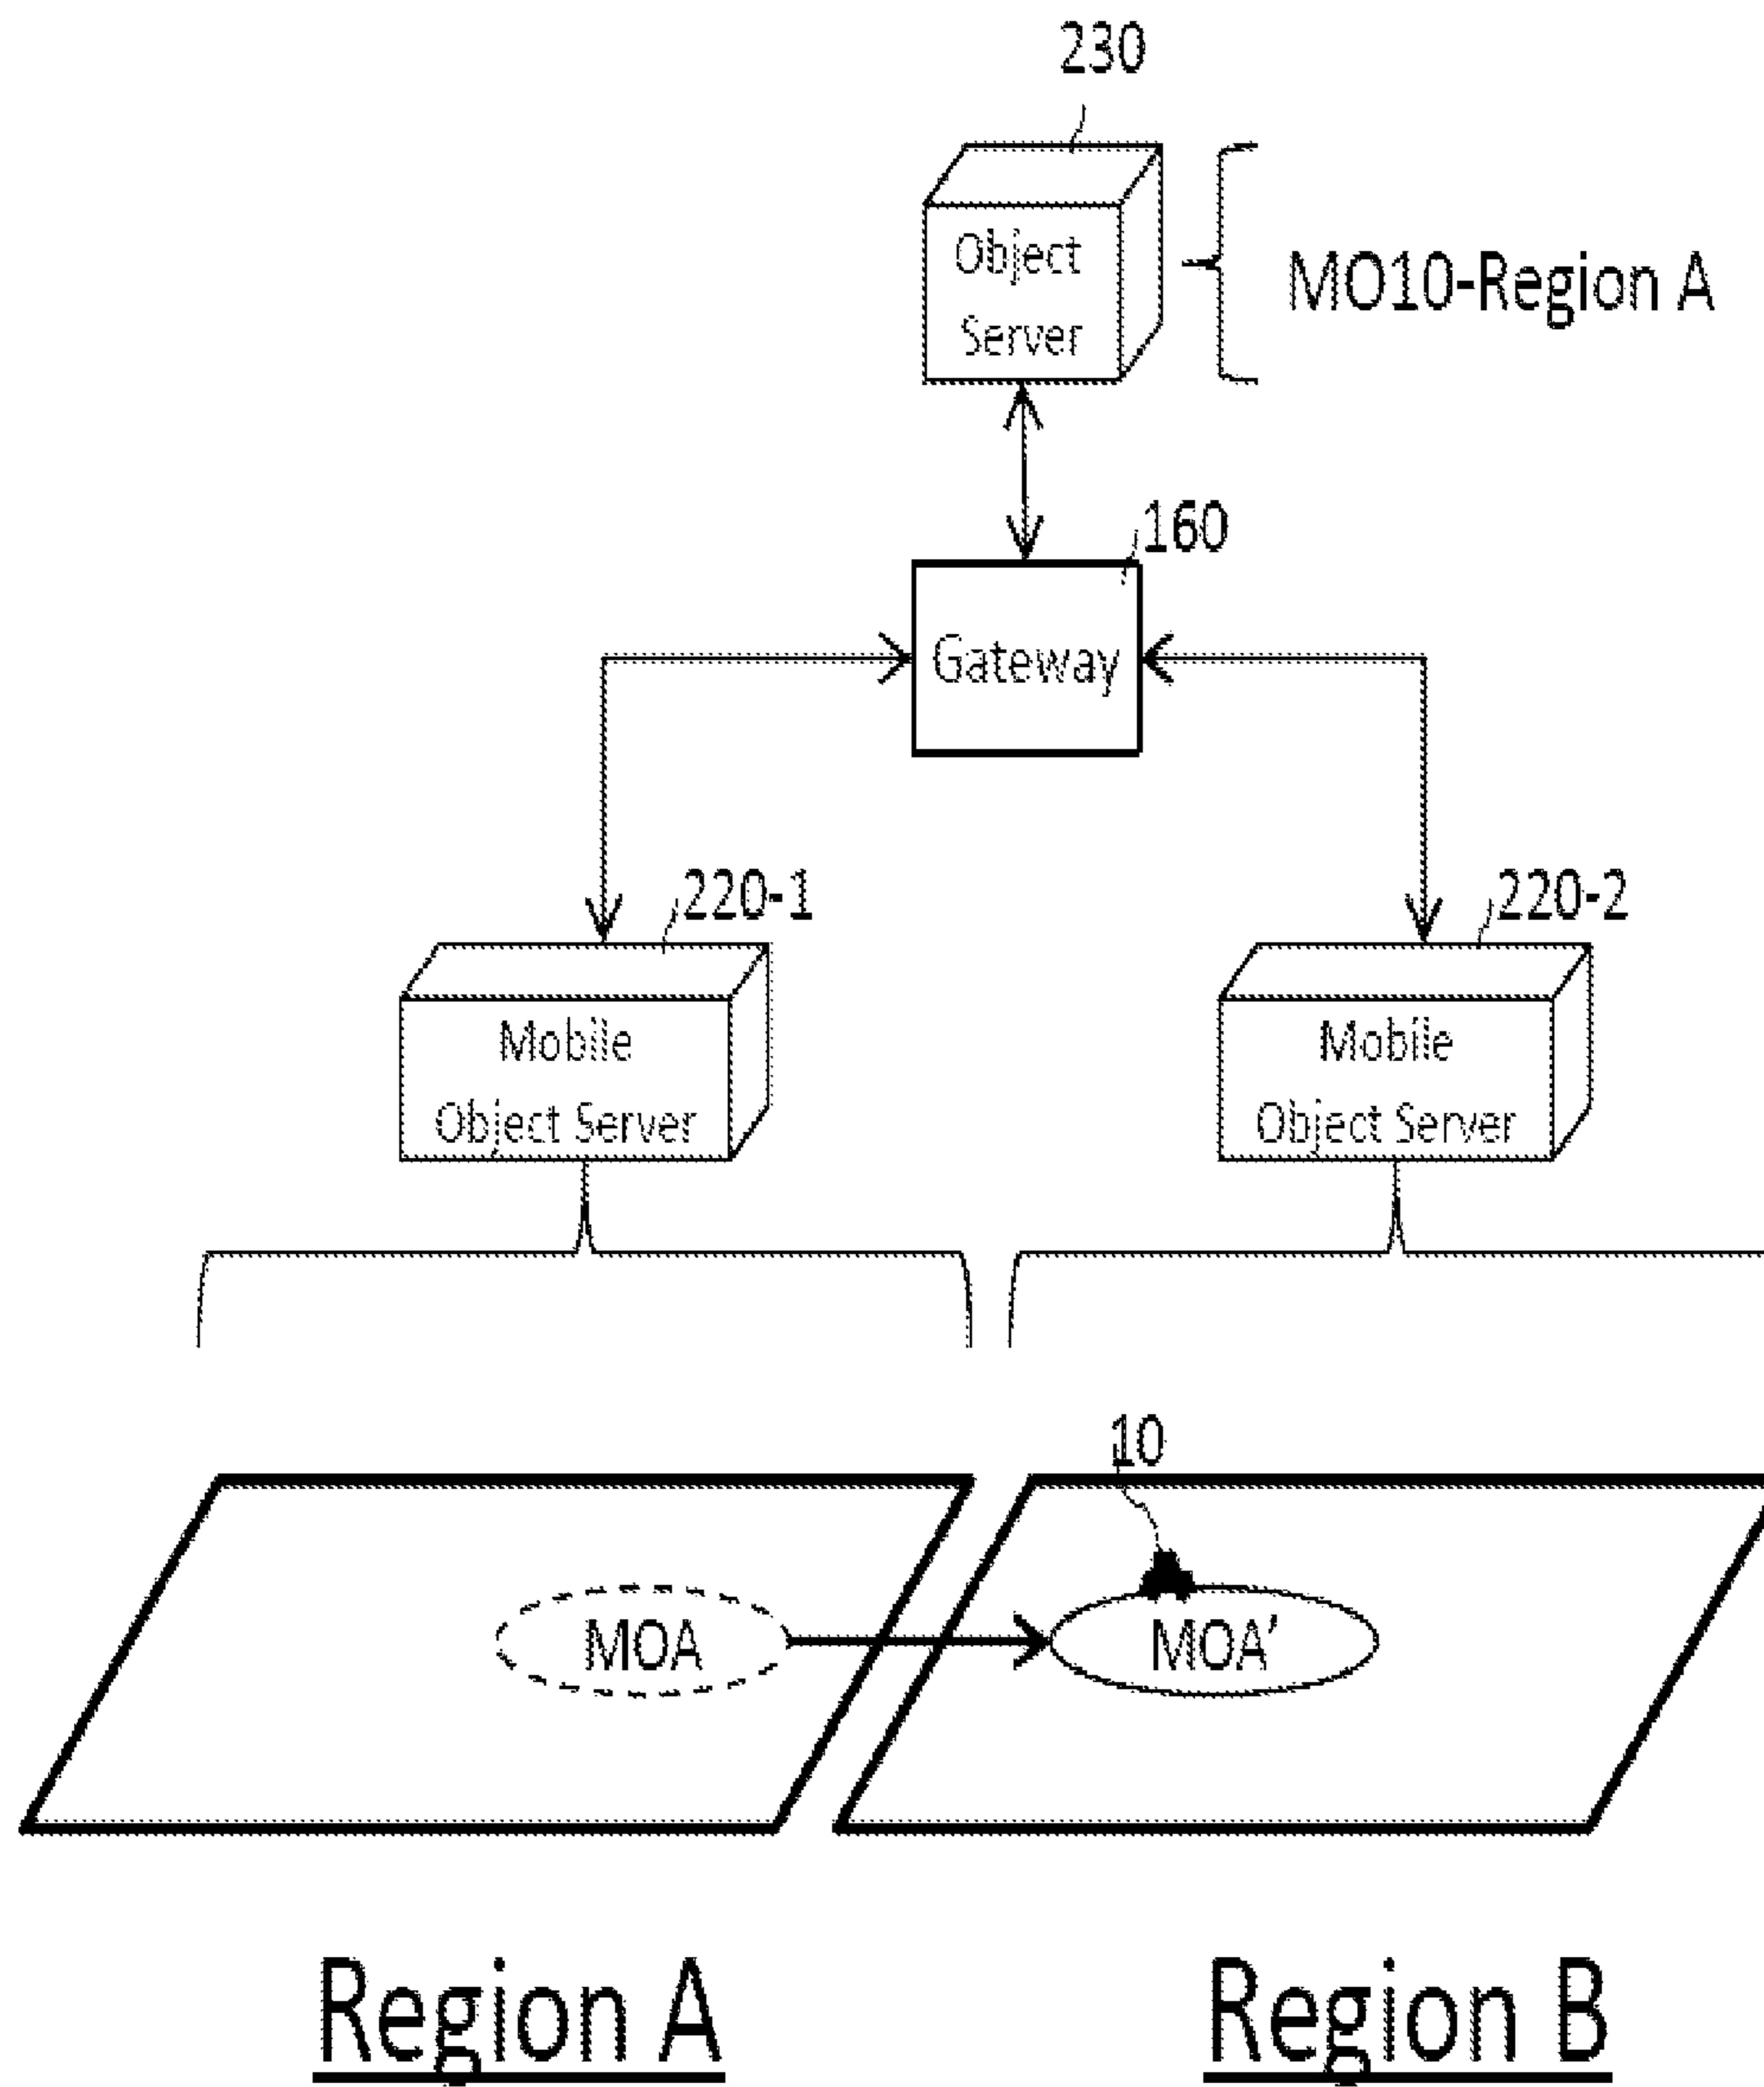 230
Object
Server
MO10-Region A
160
Gateway
220-1
220-2
Mobile
Object Server
Mobile
Object Server
10
MOA
MOA’
Region A
Region B